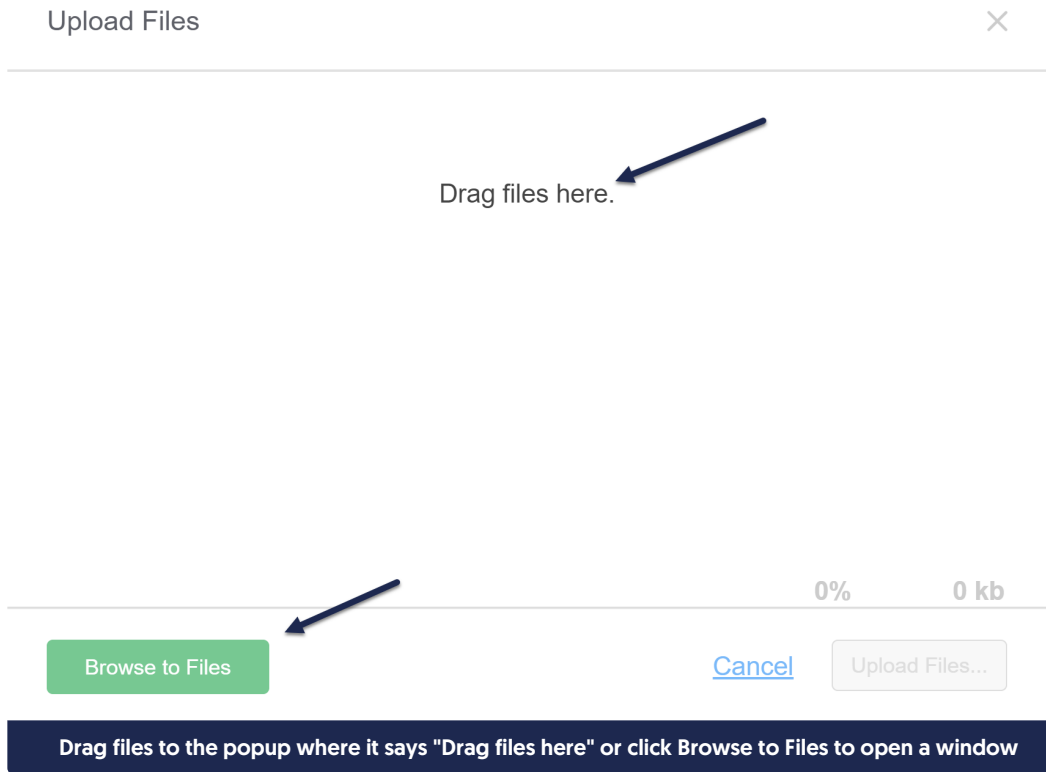 Upload Files
Drag files here.
0% 0 kb
Browse to Files Cancel Upload Files...
Drag files to the popup where it says "Drag files here" or click Browse to Files to open a window